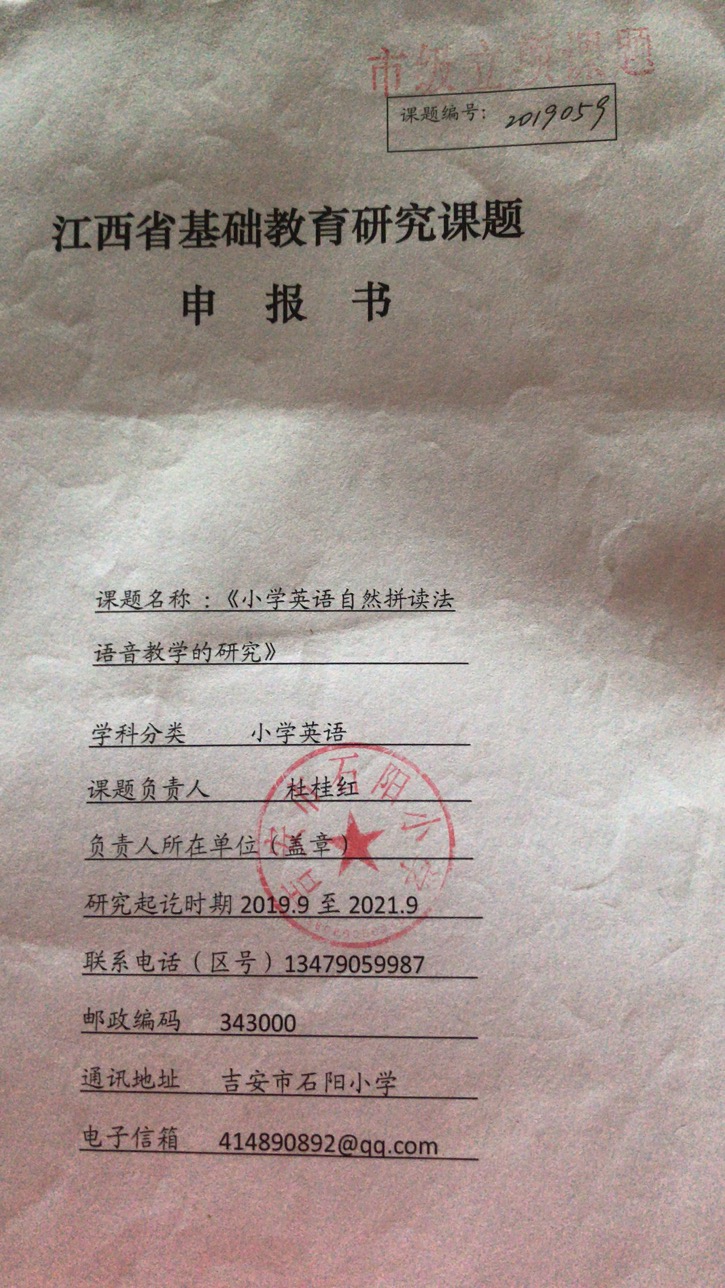 市级立项课题
课题编号: 2019059
江西省基础教育研究课题
申 报 书
课题名称：《小学英语自然拼读法
语音教学的研究》
学科分类 小学英语
课题负责人 杜桂红
负责人所在单位（盖章）
吉安市石阳小学
研究起讫时期 2019.9 至 2021.9
联系电话（区号）13479059987
邮政编码 343000
通讯地址 吉安市石阳小学
电子信箱 414890892@qq.com